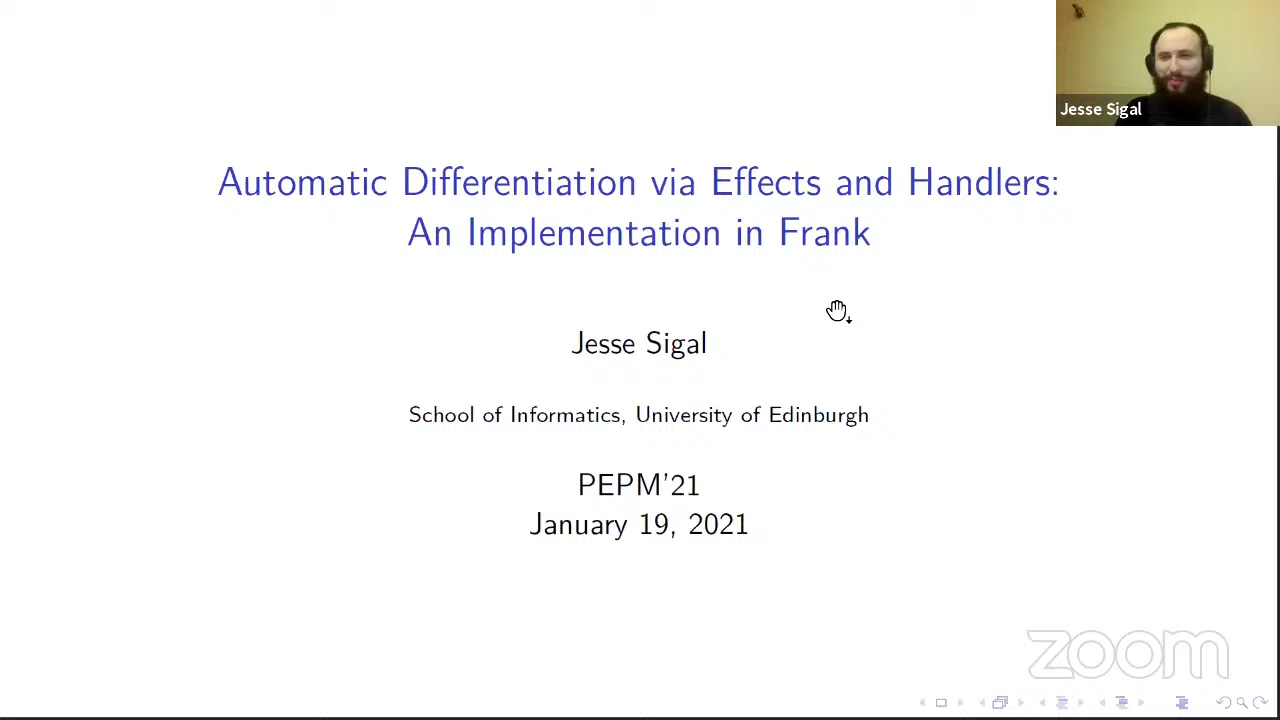 Jesse Sigal
Automatic Differentiation via Effects and Handlers:
An Implementation in Frank
Jesse Sigal
School of Informatics, University of Edinburgh
PEPM'21
January 19, 2021
zoom